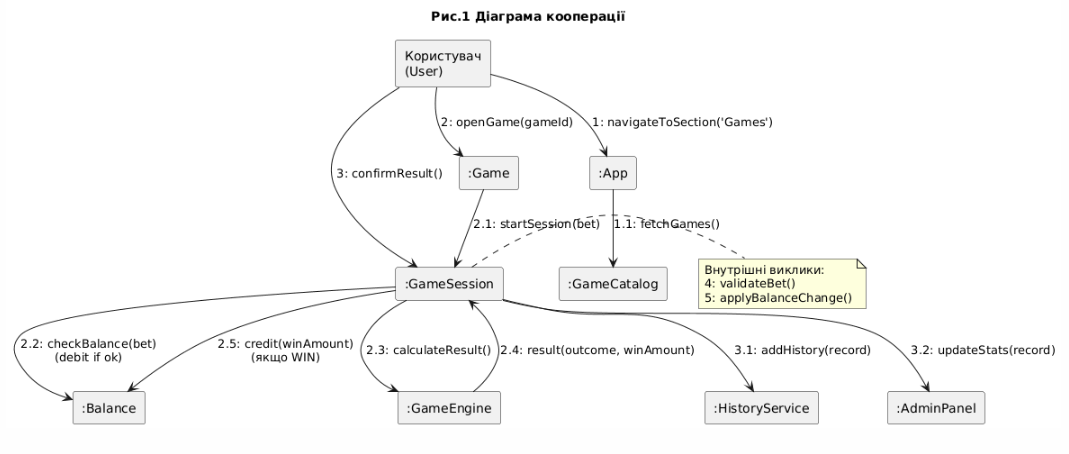 Рис.1 Діаграма кооперації
Користувач
(User)
2: openGame(gameId)
1: navigateToSection('Games')
3: confirmResult()
:Game
:App
2.1: startSession(bet)
1.1: fetchGames()
:GameSession
:GameCatalog
Внутрішні виклики:
4: validateBet()
5: applyBalanceChange()
2.2: checkBalance(bet)
(debit if ok)
2.5: credit(winAmount)
(якщо WIN)
2.3: calculateResult()
2.4: result(outcome, winAmount)
3.1: addHistory(record)
3.2: updateStats(record)
:Balance
:GameEngine
:HistoryService
:AdminPanel